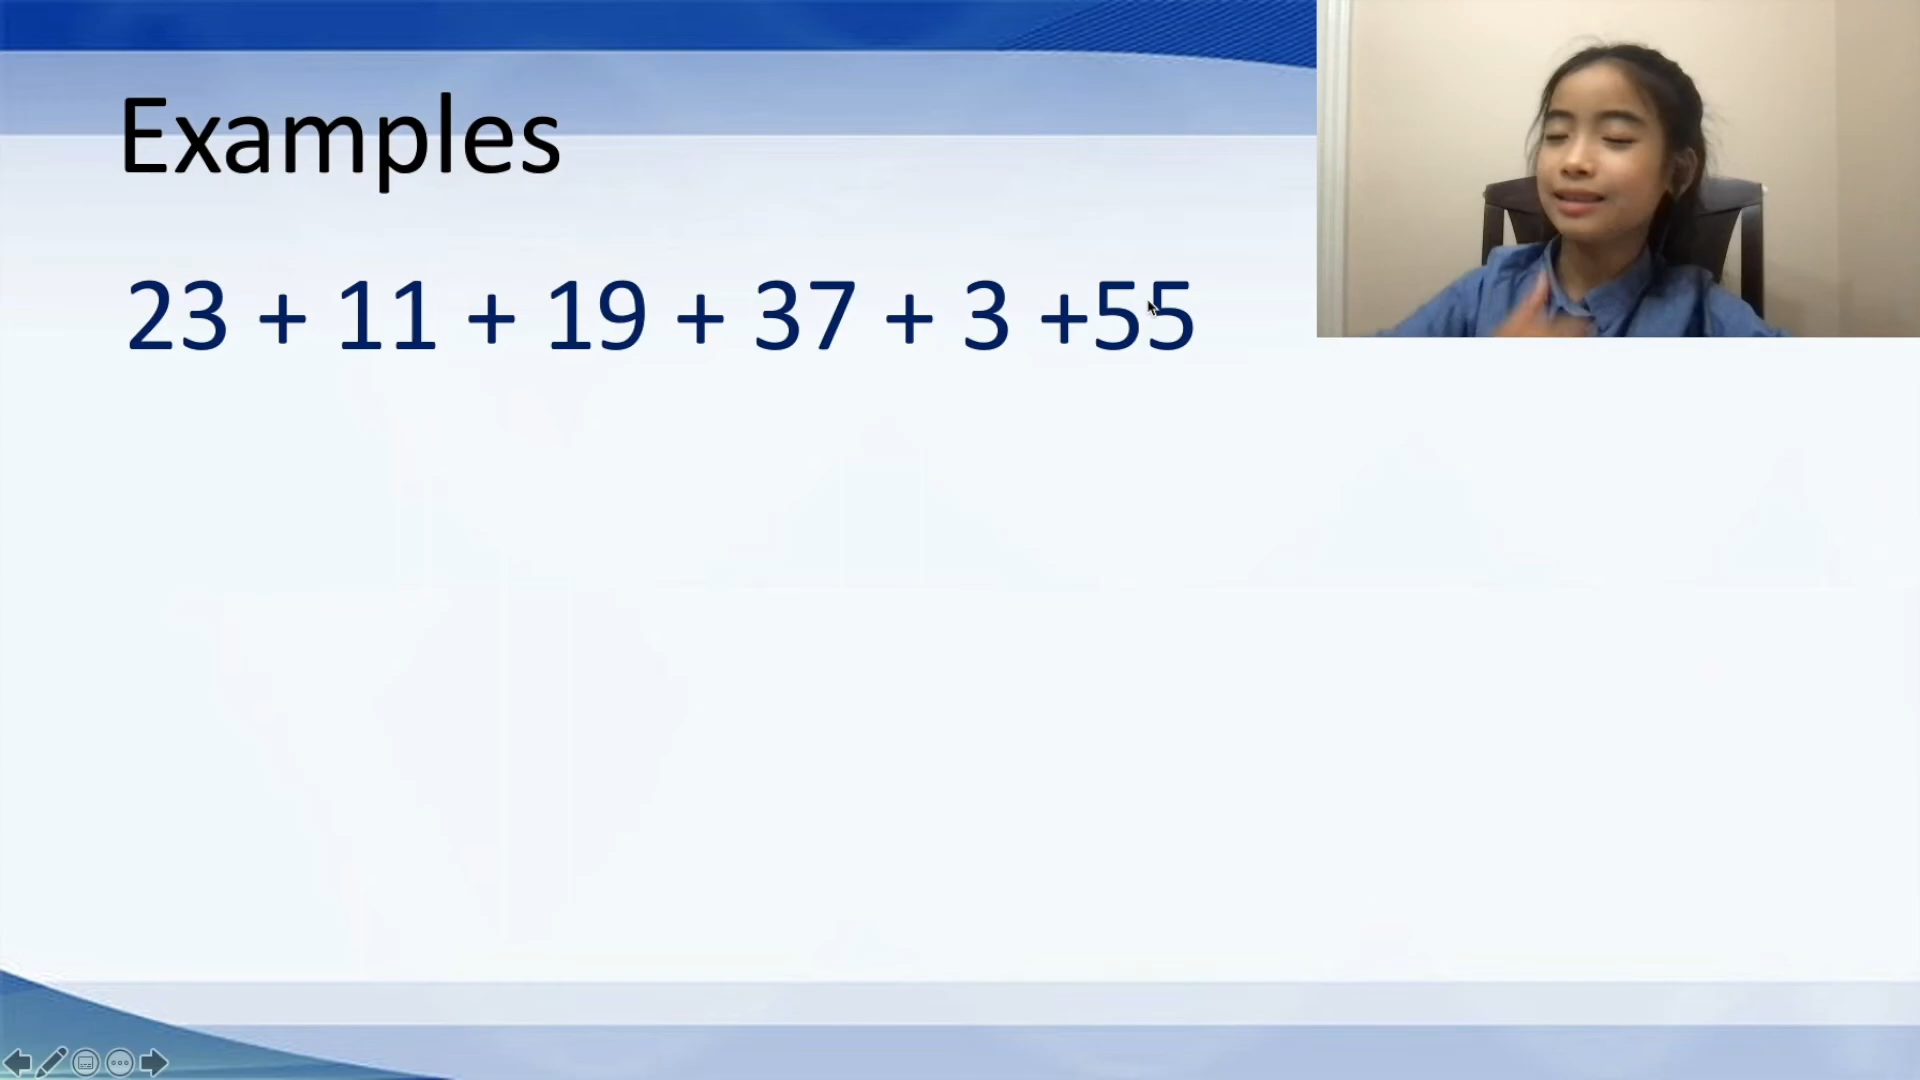 Examples
23 + 11 + 19 + 37 + 3 +55